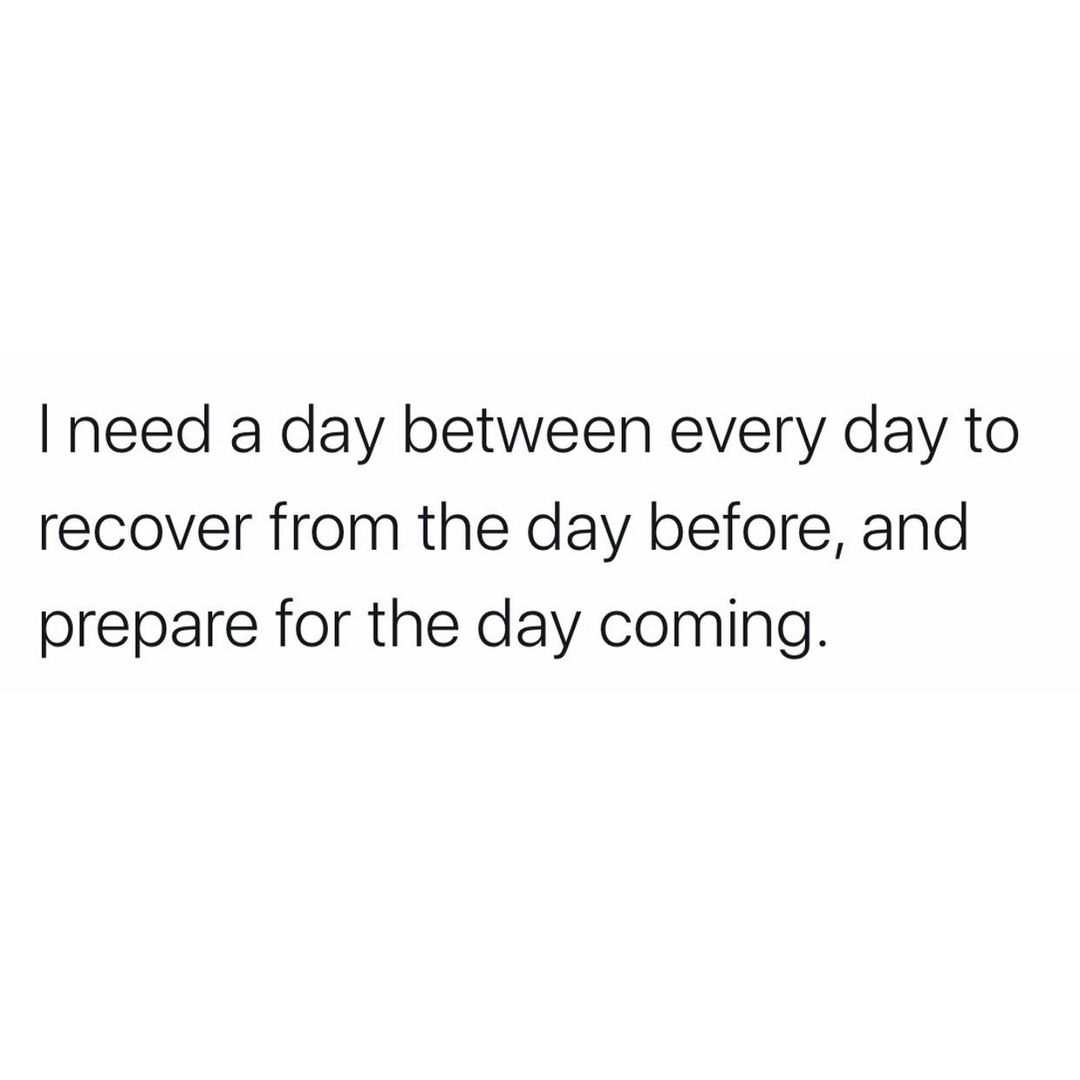 I need a day between every day to
recover from the day before, and
prepare for the day coming.